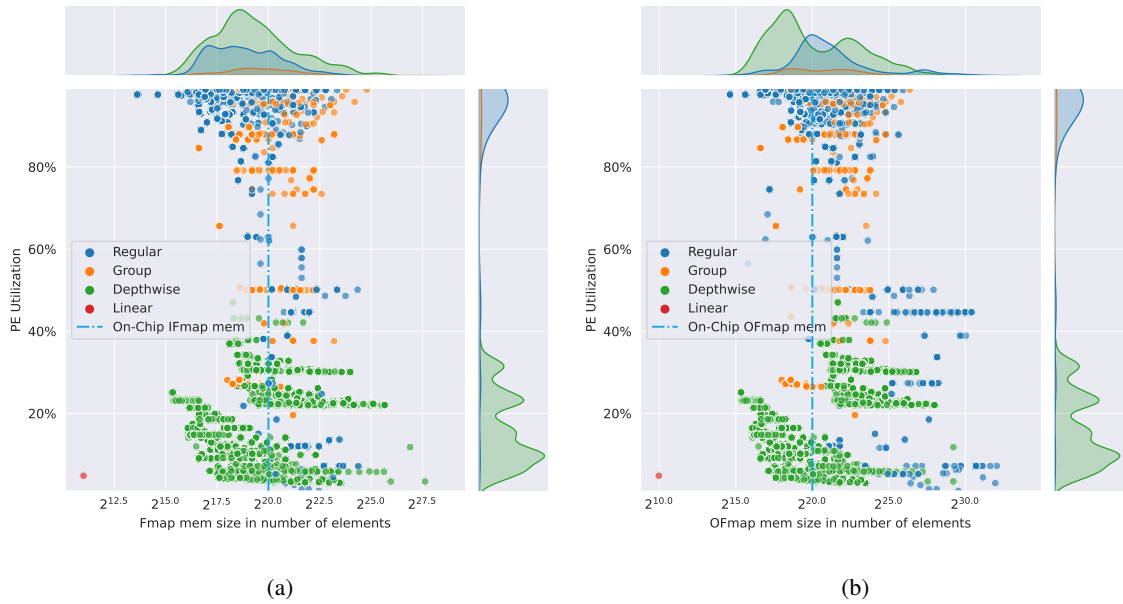 80%
60%
40%
20%
PE Utilization
Regular
Group
Depthwise
Linear
On-Chip IFmap mem
2^12.5 2^15.0 2^17.5 2^20.0 2^22.5 2^25.0 2^27.5
Fmap mem size in number of elements
(a)
80%
60%
40%
20%
PE Utilization
Regular
Group
Depthwise
Linear
On-Chip OFmap mem
2^10.0 2^15.0 2^20.0 2^25.0 2^30.0
OFmap mem size in number of elements
(b)